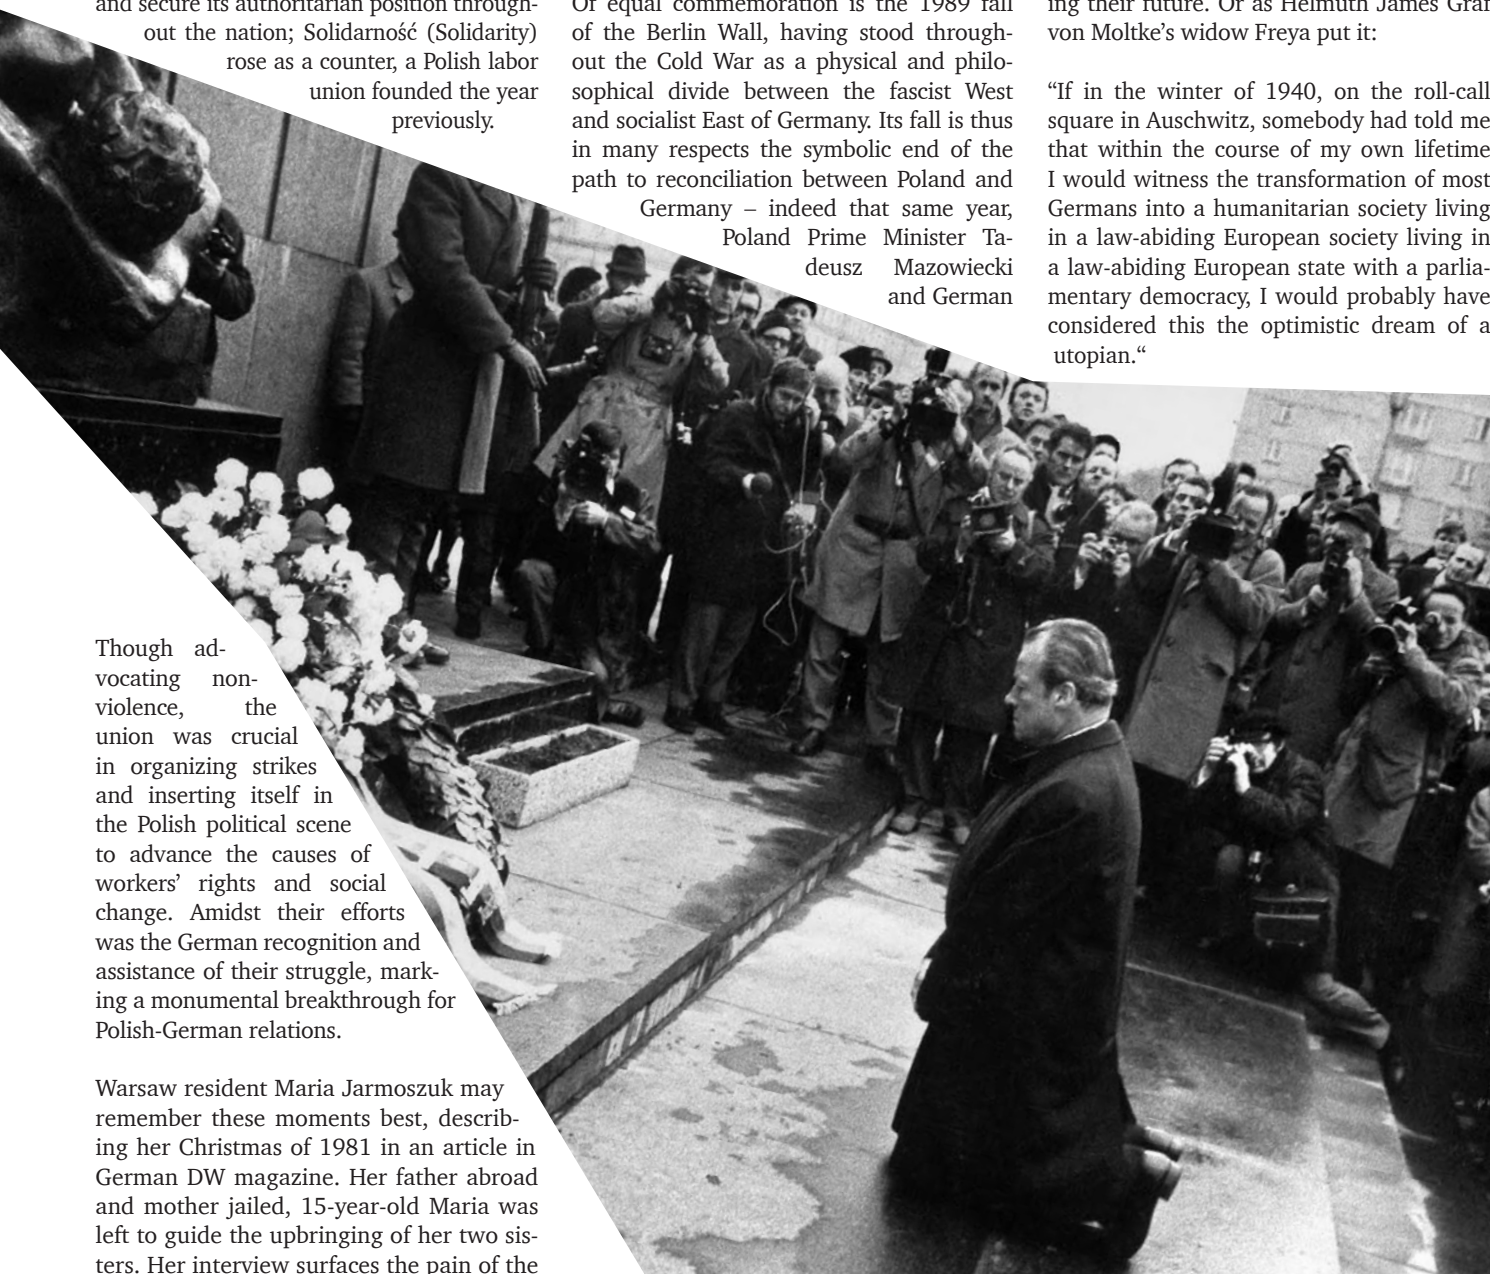 and secure its authoritarian position through-
out the nation; Solidarność (Solidarity)
rose as a counter, a Polish labor
union founded the year
previously.
Though ad-
vocating non-
violence, the
union was crucial
in organizing strikes
and inserting itself in
the Polish political scene
to advance the causes of
workers’ rights and social
change. Amidst their efforts
was the German recognition and
assistance of their struggle, mark-
ing a monumental breakthrough for
Polish-German relations.
Warsaw resident Maria Jarmoszuk may
remember these moments best, describ-
ing her Christmas of 1981 in an article in
German DW magazine. Her father abroad
and mother jailed, 15-year-old Maria was
left to guide the upbringing of her two sis-
ters. Her interview surfaces the pain of the
Of equal commemoration is the 1989 fall
of the Berlin Wall, having stood through-
out the Cold War as a physical and philo-
sophical divide between the fascist West
and socialist East of Germany. Its fall is thus
in many respects the symbolic end of the
path to reconciliation between Poland and
Germany – indeed that same year,
Poland Prime Minister Ta-
deusz Mazowiecki
and German
ing their future. Or as Helmuth James Graf
von Moltke’s widow Freya put it:
“If in the winter of 1940, on the roll-call
square in Auschwitz, somebody had told me
that within the course of my own lifetime
I would witness the transformation of most
Germans into a humanitarian society living
in a law-abiding European society living in
a law-abiding European state with a parlia-
mentary democracy, I would probably have
considered this the optimistic dream of a
utopian.“